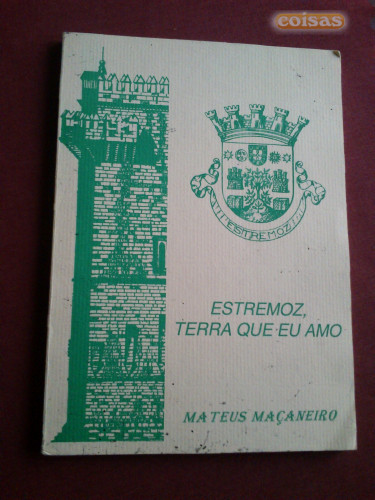 coisas
ESTREMOZ
ESTREMOZ,
TERRA QUE EU AMO
MATEUS MAÇANEIRO